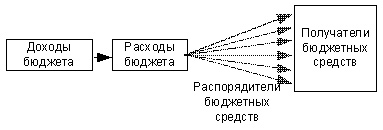 Доходы
бюджета
Расходы
бюджета
Распорядители
бюджетных
средств
Получатели
бюджетных
средств